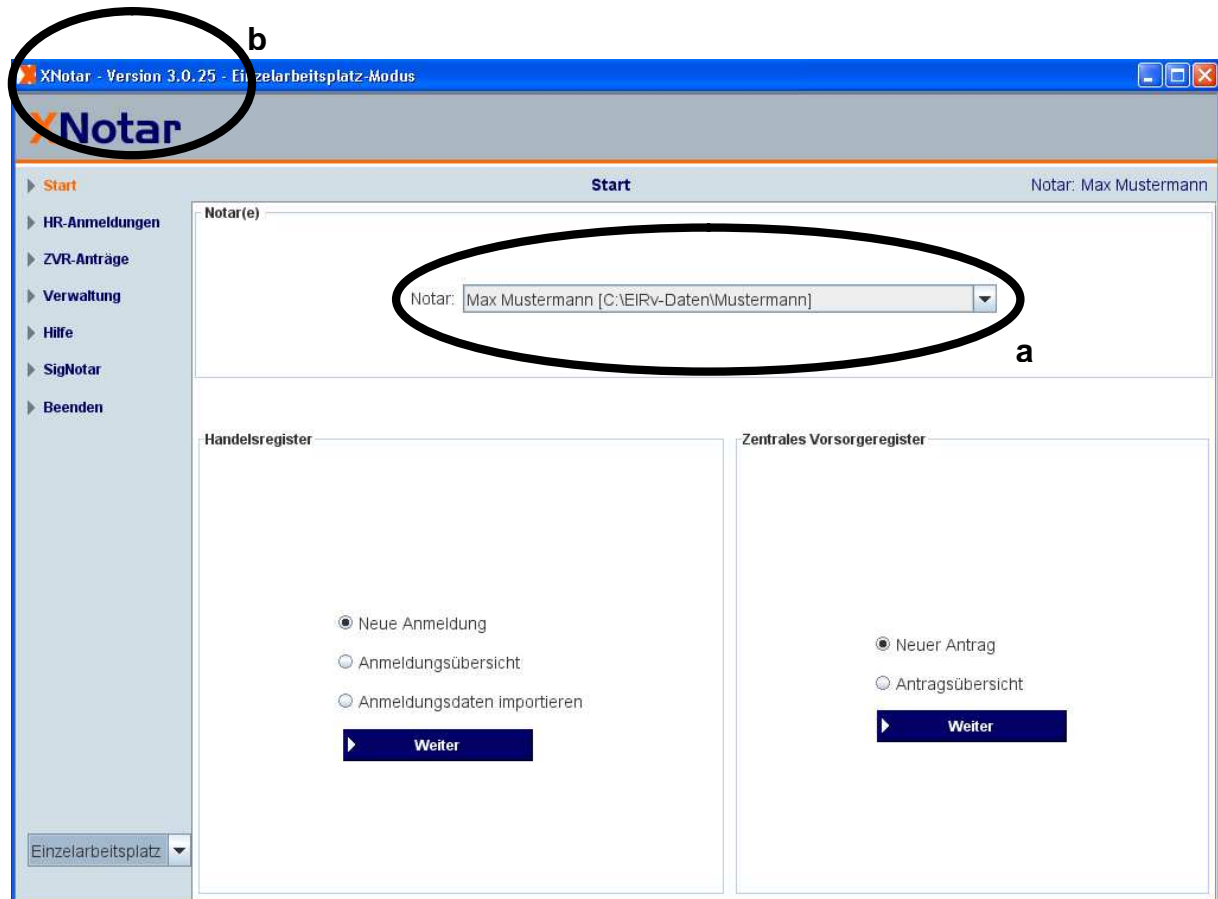 b
XNotar - Version 3.0.25 - Einzelarbeitsplatz-Modus
XNotar
Start
Start
Notar: Max Mustermann
HR-Anmeldungen
ZVR-Anträge
Verwaltung
Hilfe
SigNotar
Beenden
Notar(e)
Notar: Max Mustermann [C:\ElRv-Daten\Mustermann]
a
Handelsregister
Neue Anmeldung
Anmeldungsübersicht
Anmeldungsdaten importieren
Weiter
Zentrales Vorsorgeregister
Neuer Antrag
Antragsübersicht
Weiter
Einzelarbeitsplatz